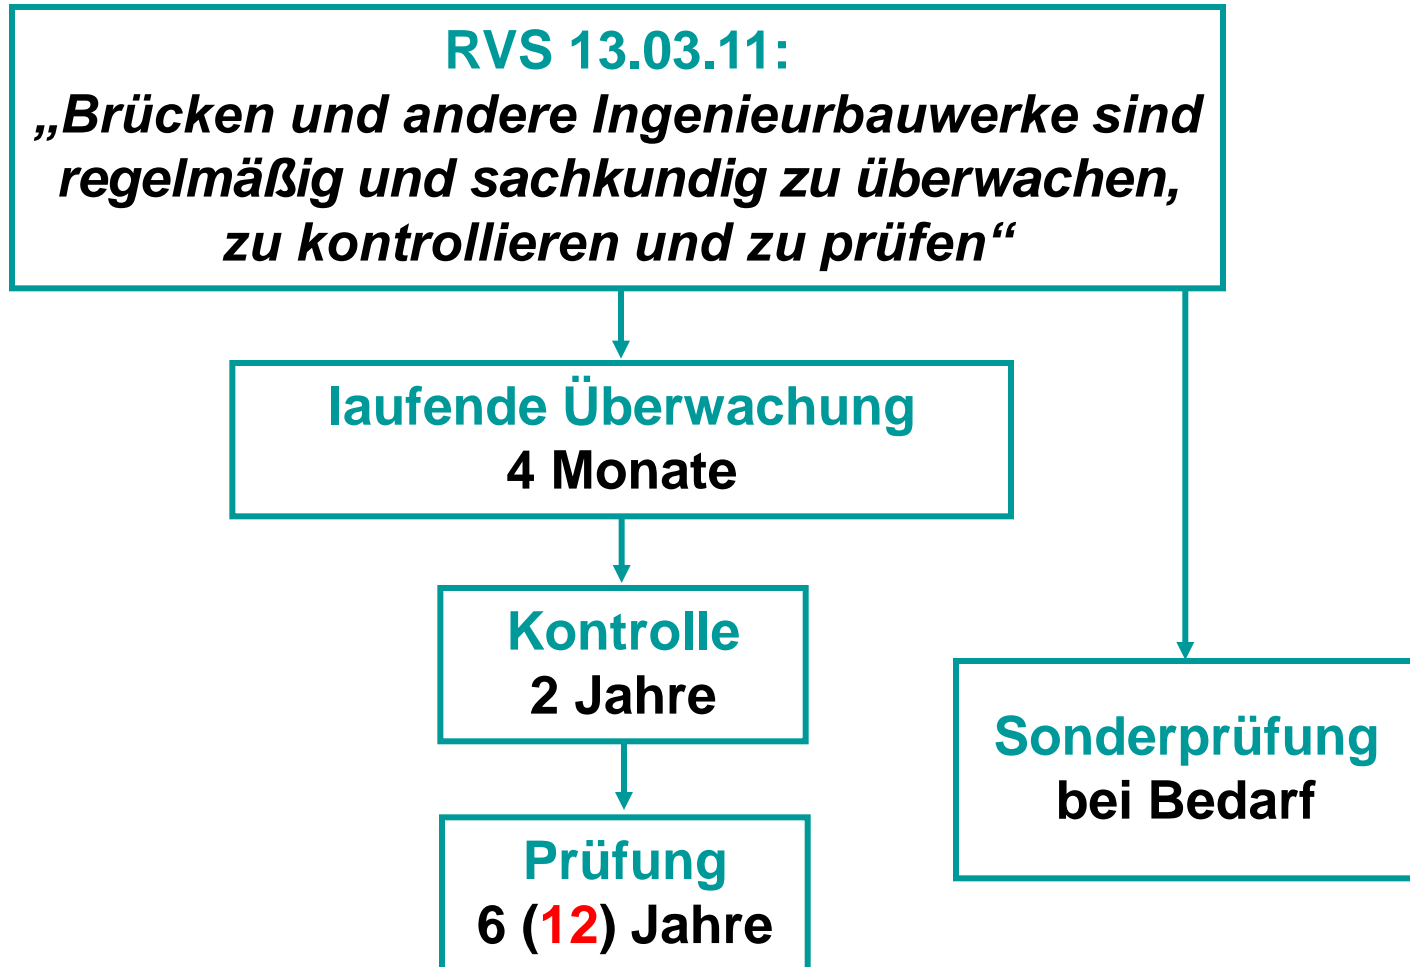 RVS 13.03.11:
„Brücken und andere Ingenieurbauwerke sind
regelmäßig und sachkundig zu überwachen,
zu kontrollieren und zu prüfen“
laufende Überwachung
4 Monate
Kontrolle
2 Jahre
Sonderprüfung
bei Bedarf
Prüfung
6 (12) Jahre